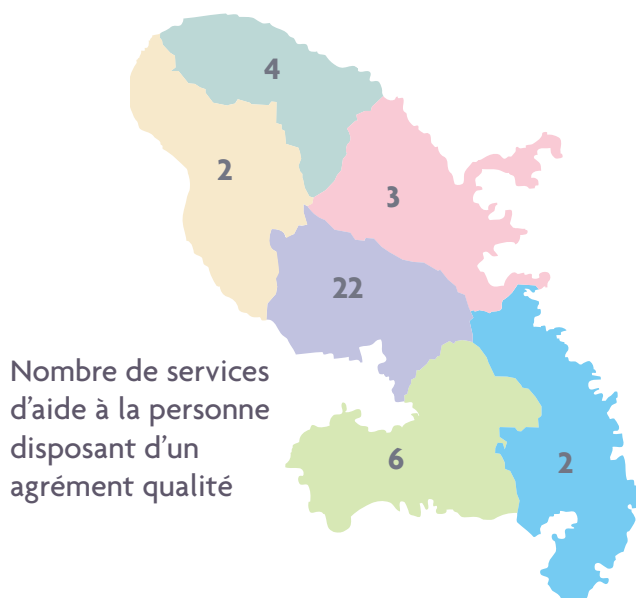 4
2
3
22
Nombre de services
d’aide à la personne
disposant d’un
agrément qualité
6
2